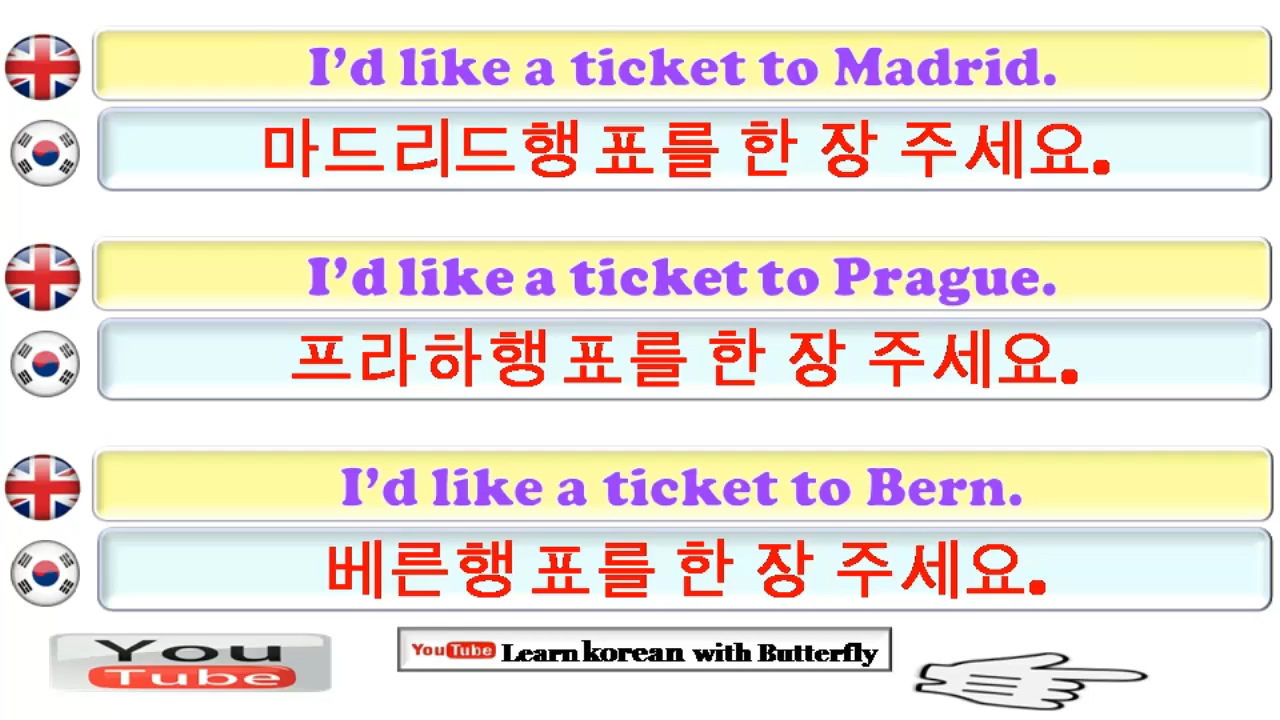 I’d like a ticket to Madrid.
마드리드행 표를 한 장 주세요.
I’d like a ticket to Prague.
프라하행 표를 한 장 주세요.
I’d like a ticket to Bern.
베른행 표를 한 장 주세요.
You
Tube
YouTube Learn korean with Butterfly